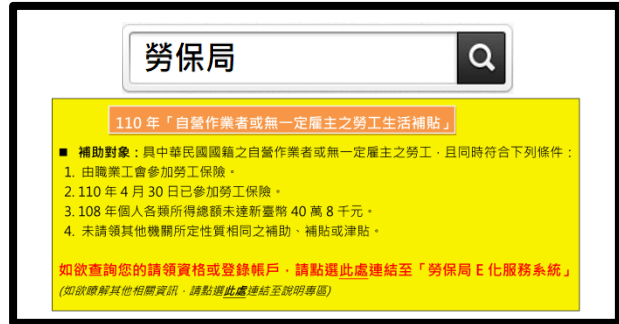 勞保局
110 年「自營作業者或無一定雇主之勞工生活補貼」
■ 補助對象：具中華民國國籍之自營作業者或無一定雇主之勞工，且同時符合下列條件：
1. 由職業工會參加勞工保險。
2. 110 年 4 月 30 日已參加勞工保險。
3. 108 年個人各類所得總額未達新臺幣 40 萬 8 千元。
4. 未請領其他機關所定性質相同之補助、補貼或津貼。
如欲查詢您的請領資格或登錄帳戶，請點選此處連結至「勞保局 E 化服務系統」
(如欲瞭解其他相關資訊，請點選此處連結至說明專區)